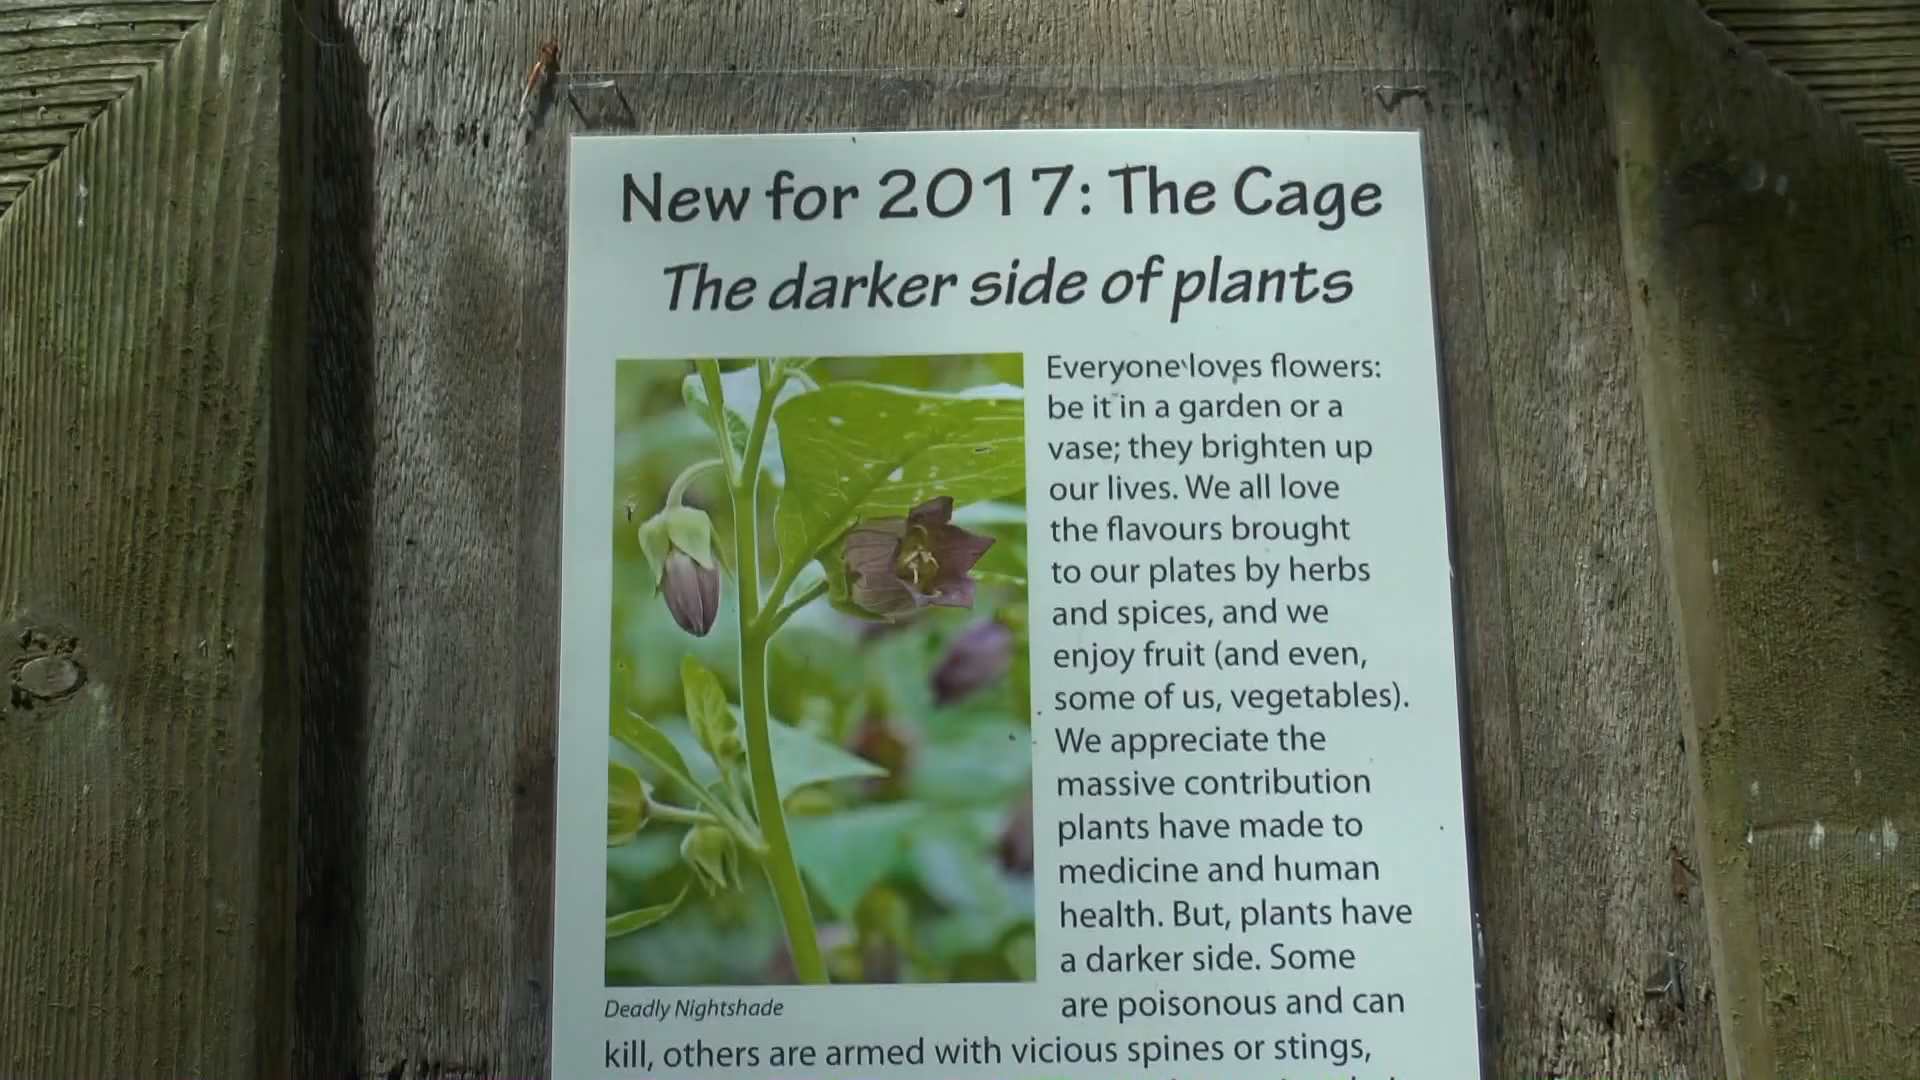 New for 2017: The Cage
The darker side of plants
Everyone loves flowers:
be it in a garden or a
vase; they brighten up
our lives. We all love
the flavours brought
to our plates by herbs
and spices, and we
enjoy fruit (and even,
some of us, vegetables).
We appreciate the
massive contribution
plants have made to
medicine and human
health. But, plants have
a darker side. Some
are poisonous and can
Deadly Nightshade
kill, others are armed with vicious spines or stings,